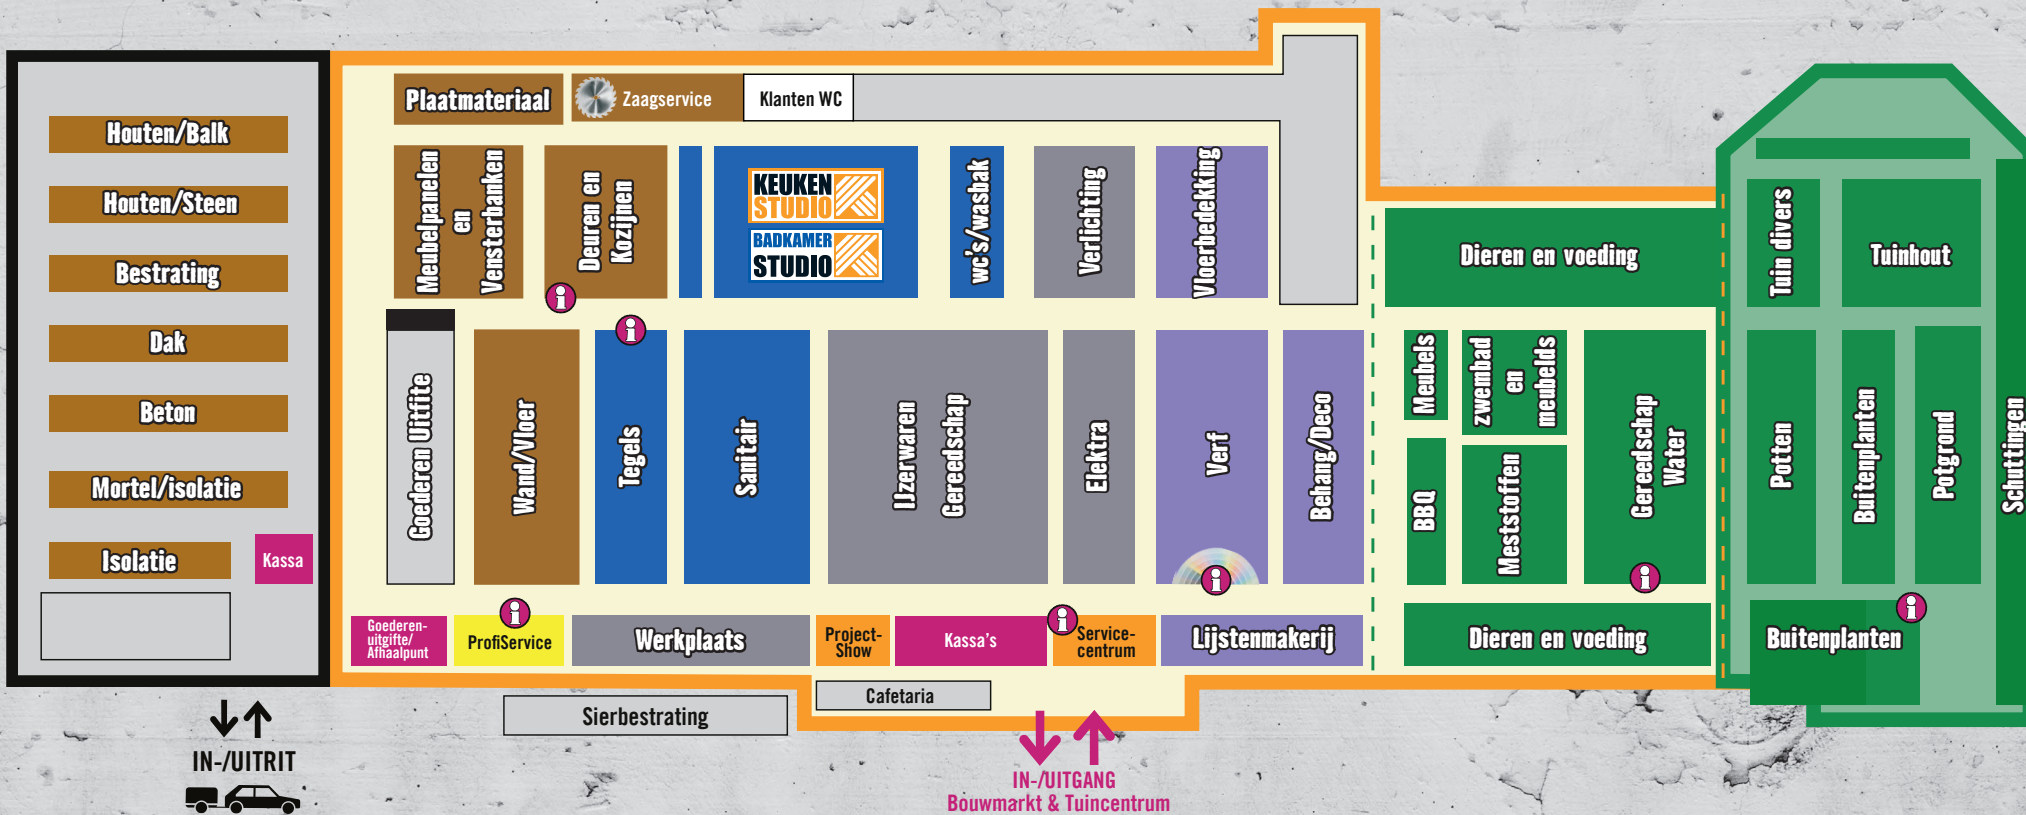 Houten/Balk
Houten/Steen
Bestrating
Dak
Beton
Mortel/isolatie
Isolatie
Kassa
IN-/UITRIT
Plaatmateriaal
Zaagservice
Klanten WC
Meubelpanelen
en
Vensterbanken
Deuren en
Kozijnen
KEUKEN
STUDIO
BADKAMER
STUDIO
wc's/wasbak
Verlichting
Vloerbedekking
Goederen Uitfite
Wand/Vloer
Tegels
Sanitair
IJzerwaren
Gereedschap
Elektra
Verf
Behang/Deco
Goederen-
uitgifte/
Afhaalpunt
ProfiService
Werkplaats
Project-
Show
Kassa's
Service-
centrum
Lijstenmakerij
Sierbestrating
Cafetaria
IN-/UITGANG
Bouwmarkt & Tuincentrum
Dieren en voeding
Meubels
zwembad
en
meubelds
BBQ
Meststoffen
Gereedschap
Water
Dieren en voeding
Tuin divers
Tuinhout
Potten
Buitenplanten
Potgrond
Schuttingen
Buitenplanten